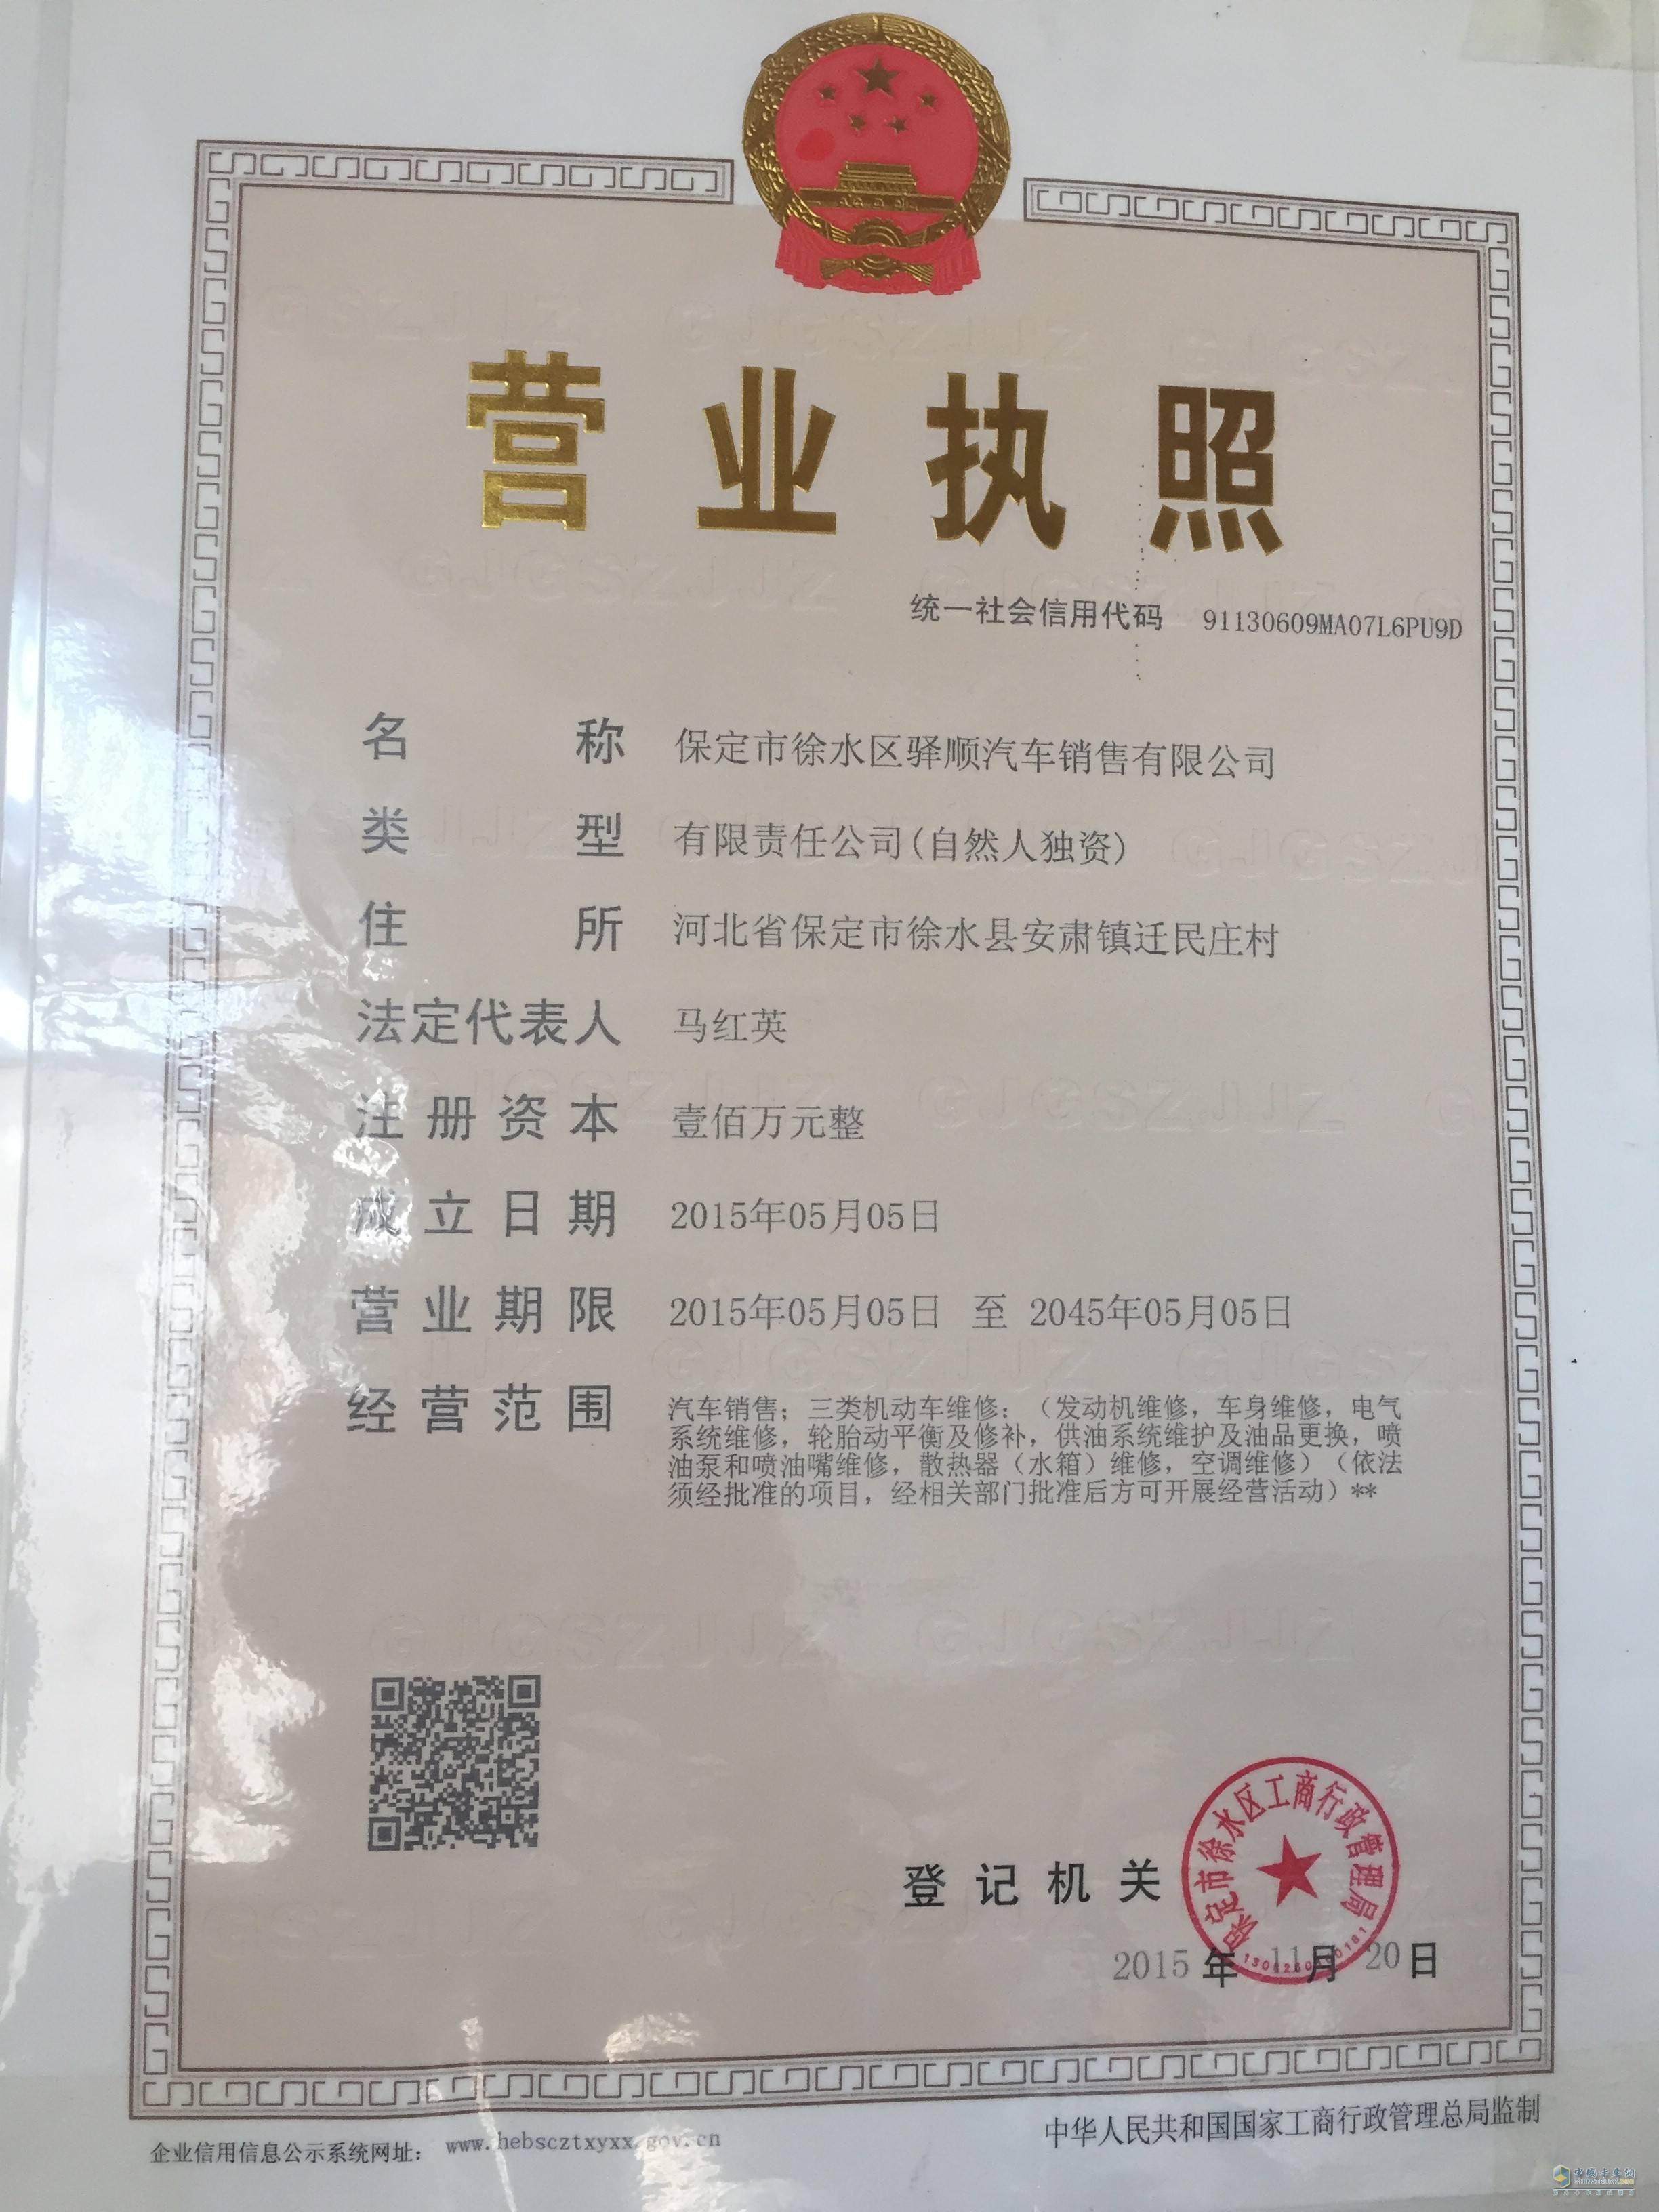 营业执照
统一社会信用代码 91130609MA07L6PU9D
名称 保定市徐水区驿顺汽车销售有限公司
类型 有限责任公司(自然人独资)
住所 河北省保定市徐水县安肃镇迁民庄村
法定代表人 马红英
注册资本 壹佰万元整
成立日期 2015年05月05日
营业期限 2015年05月05日 至 2045年05月05日
经营范围 汽车销售；三类机动车维修：（发动机维修，车身维修，电气
系统维修，轮胎动平衡及修补，供油系统维护及油品更换，喷
油泵和喷油嘴维修，散热器（水箱）维修，空调维修）（依法
须经批准的项目，经相关部门批准后方可开展经营活动）**
保定市徐水区工商行政管理局
登记机关
2015年11月20日
企业信用信息公示系统网址： www.hebscztxyxx.gov.cn
中华人民共和国国家工商行政管理总局监制